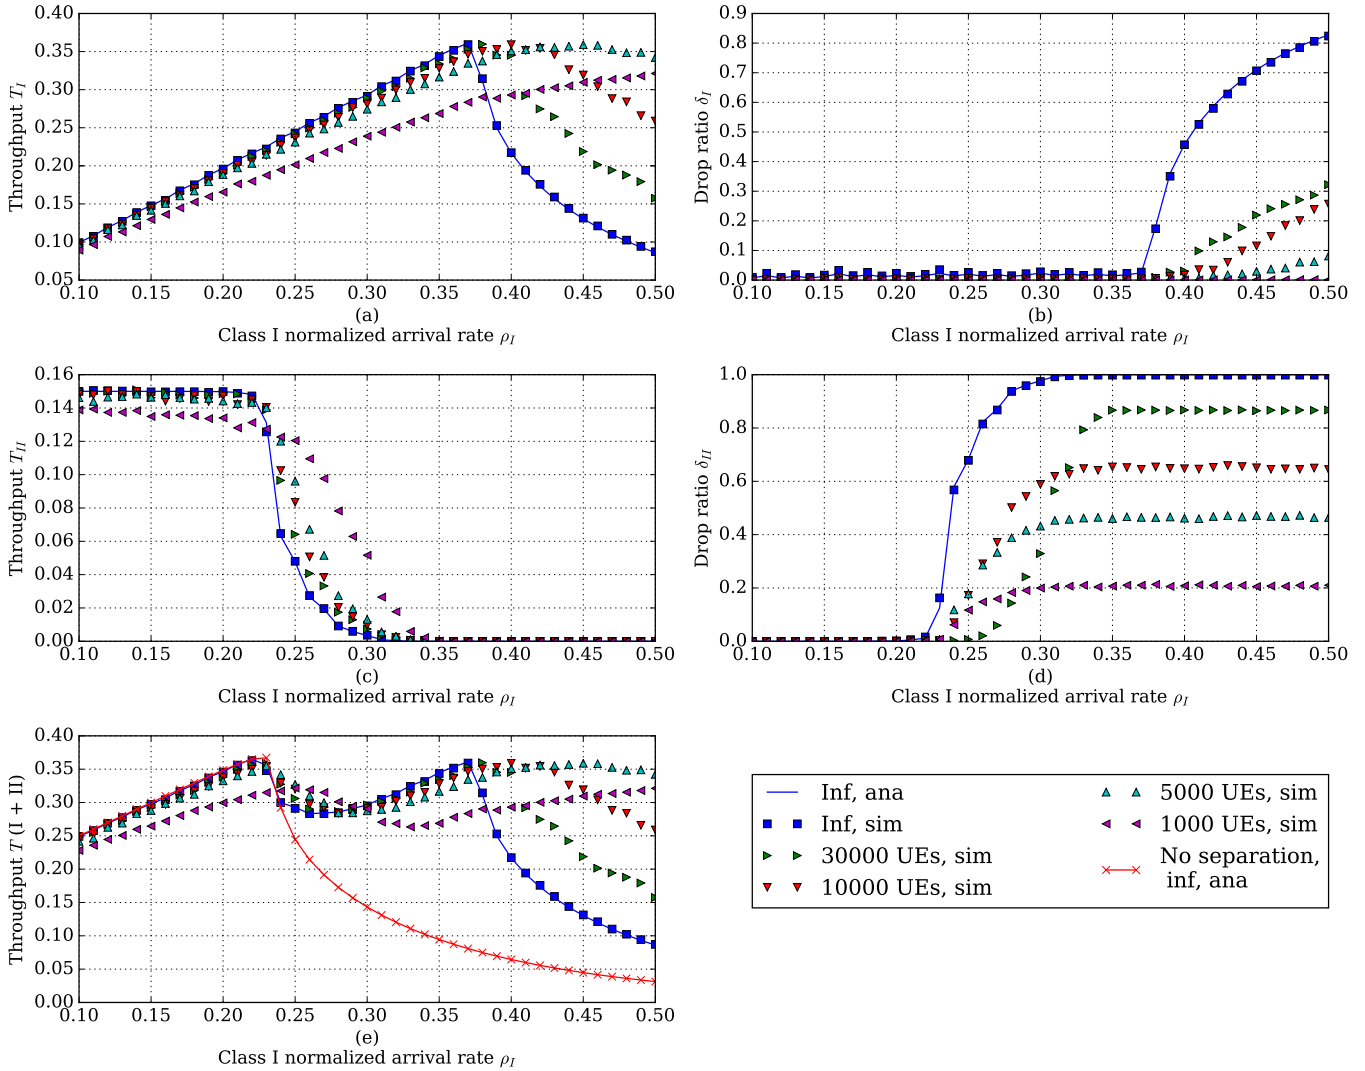 0.40
0.35
0.30
0.25
0.20
0.15
0.10
0.05
Throughput T_I
0.10 0.15 0.20 0.25 0.30 0.35 0.40 0.45 0.50
(a)
Class I normalized arrival rate ρ_I
0.9
0.8
0.7
0.6
0.5
0.4
0.3
0.2
0.1
0.0
Drop ratio δ_I
0.10 0.15 0.20 0.25 0.30 0.35 0.40 0.45 0.50
(b)
Class I normalized arrival rate ρ_I
0.16
0.14
0.12
0.10
0.08
0.06
0.04
0.02
0.00
Throughput T_II
0.10 0.15 0.20 0.25 0.30 0.35 0.40 0.45 0.50
(c)
Class I normalized arrival rate ρ_I
1.0
0.8
0.6
0.4
0.2
0.0
Drop ratio δ_II
0.10 0.15 0.20 0.25 0.30 0.35 0.40 0.45 0.50
(d)
Class I normalized arrival rate ρ_I
0.40
0.35
0.30
0.25
0.20
0.15
0.10
0.05
0.00
Throughput T (I + II)
0.10 0.15 0.20 0.25 0.30 0.35 0.40 0.45 0.50
(e)
Class I normalized arrival rate ρ_I
Inf, ana
Inf, sim
30000 UEs, sim
10000 UEs, sim
5000 UEs, sim
1000 UEs, sim
No separation,
inf, ana